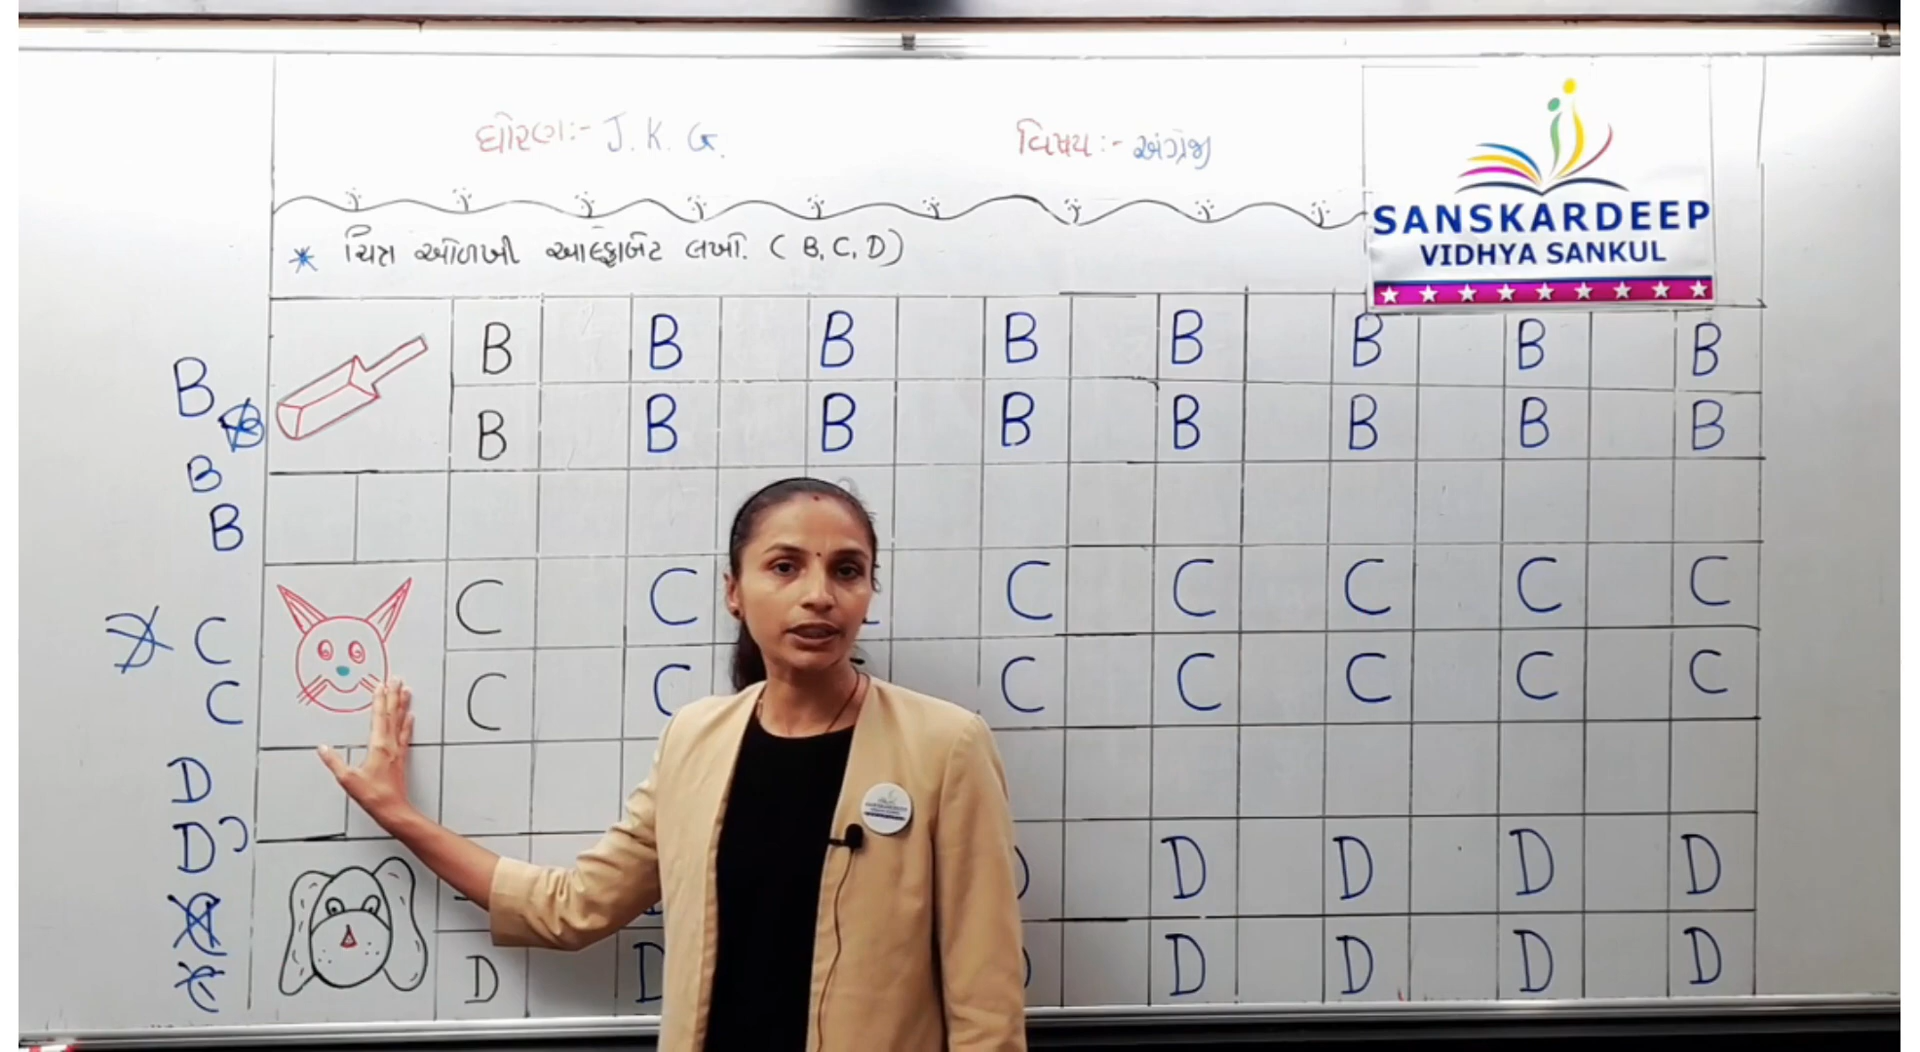 ધોરણ:- J. K. G.
વિષય:- અંગ્રેજી
SANSKARDEEP
VIDHYA SANKUL
* ચિત્ર ઓળખી આલ્ફાબેટ લખો. ( B, C, D )
B B B B B B B B
B B B B B B B B
B
B
B
C C C C C C C
C C C C C C C
C
C
D
D
D D D D
D D D D D D